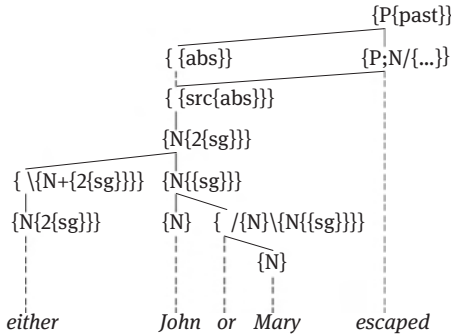 {P{past}}
{ {abs}} {P;N/{...}}
{ {src{abs}}}
{N{2{sg}}}
{ \{N+{2{sg}}}} {N{{sg}}}
{N{2{sg}}} {N} { /{N}\{N{{sg}}}}
{N}
either John or Mary escaped